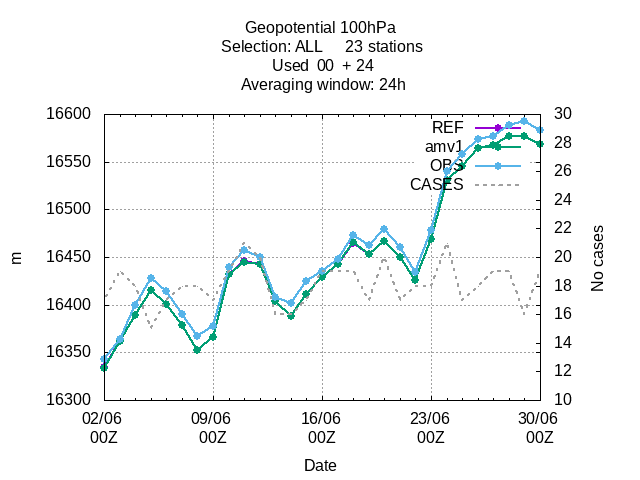 Geopotential 100hPa
Selection: ALL 23 stations
Used 00 + 24
Averaging window: 24h
16600
16550
16500
16450
16400
16350
16300
m
REF
amv1
OBS
CASES
30
28
26
24
22
20
18
16
14
12
10
No cases
02/06 09/06 16/06 23/06 30/06
00Z 00Z 00Z 00Z 00Z
Date